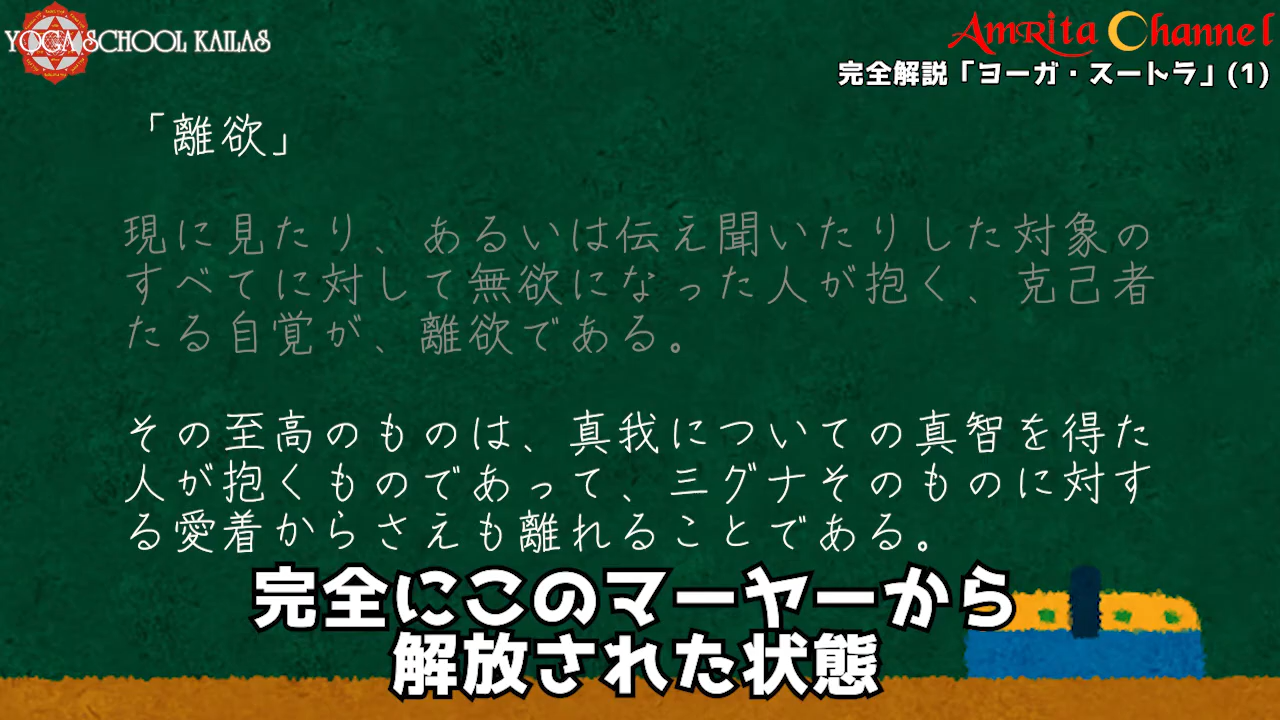 YOGA SCHOOL KAILAS
Amrita Channel
完全解説「ヨーガ・スートラ」(1)
「離欲」
現に見たり、あるいは伝え聞いたりした対象の
すべてに対して無欲になった人が抱く、克己者
たる自覚が、離欲である。
その至高のものは、真我についての真智を得た
人が抱くものであって、三グナそのものに対す
る愛着からさえも離れることである。
完全にこのマーヤーから
解放された状態